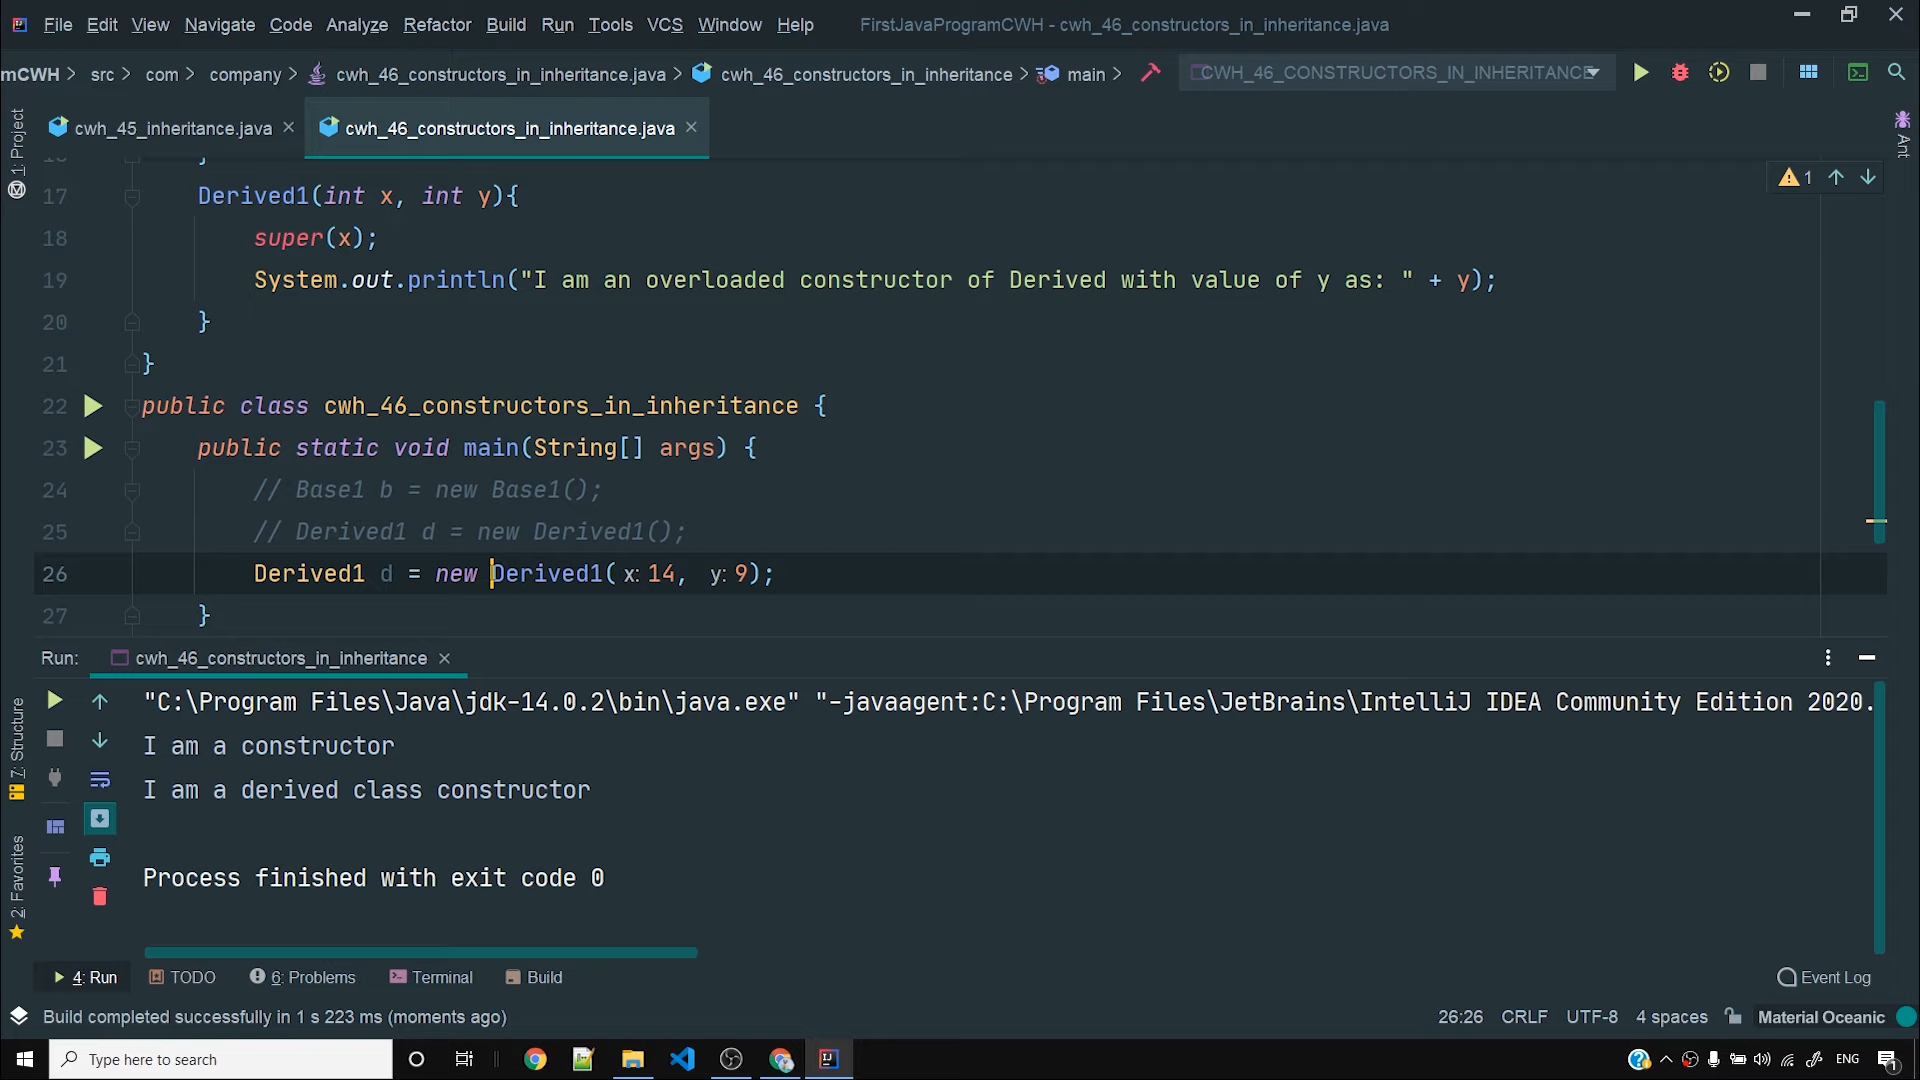 File Edit View Navigate Code Analyze Refactor Build Run Tools VCS Window Help FirstJavaProgramCWH - cwh_46_constructors_in_inheritance.java
mCWH src com company cwh_46_constructors_in_inheritance.java cwh_46_constructors_in_inheritance main CWH_46_CONSTRUCTORS_IN_INHERITANCE
cwh_45_inheritance.java cwh_46_constructors_in_inheritance.java
1: Project
Ant
1
17 Derived1(int x, int y){
18 super(x);
19 System.out.println("I am an overloaded constructor of Derived with value of y as: " + y);
20 }
21 }
22 public class cwh_46_constructors_in_inheritance {
23 public static void main(String[] args) {
24 // Base1 b = new Base1();
25 // Derived1 d = new Derived1();
26 Derived1 d = new Derived1( x: 14, y: 9);
27 }
Run: cwh_46_constructors_in_inheritance
"C:\Program Files\Java\jdk-14.0.2\bin\java.exe" "-javaagent:C:\Program Files\JetBrains\IntelliJ IDEA Community Edition 2020.
I am a constructor
I am a derived class constructor
Process finished with exit code 0
7: Structure
2: Favorites
4: Run TODO 6: Problems Terminal Build Event Log
Build completed successfully in 1 s 223 ms (moments ago) 26:26 CRLF UTF-8 4 spaces Material Oceanic
Type here to search ENG 1